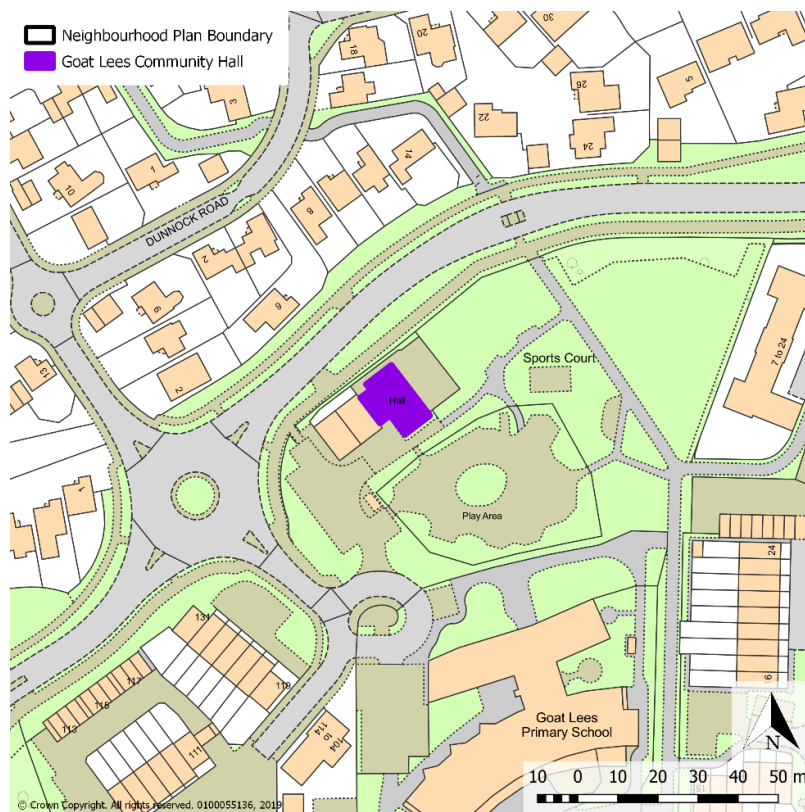 Neighbourhood Plan Boundary
Goat Lees Community Hall
18
20
30
3
26
5
22
24
14
1
10
8
DUNNOCK ROAD
2
6
6
2
13
Sports Court
7 to 24
Hall
Play Area
1
24
131
119
16
117
115
113
111
114
to
104
Goat Lees
Primary School
15
N
10 0 10 20 30 40 50 m
© Crown Copyright. All rights reserved. 0100055136, 2019